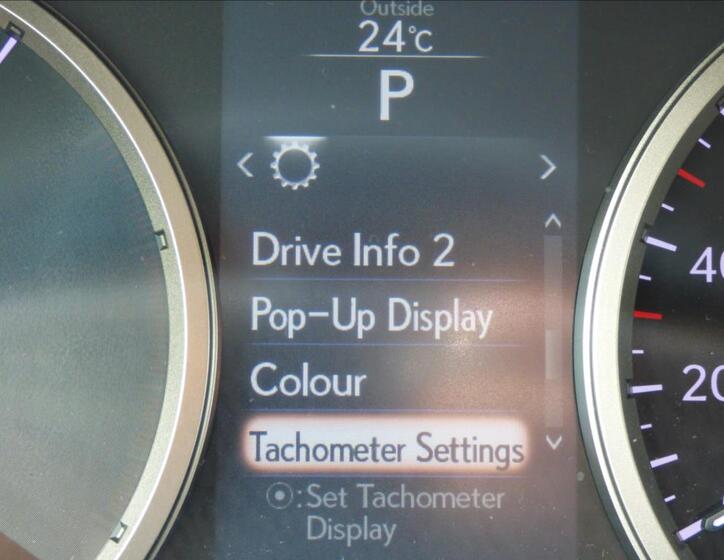 Outside
24°C
P
Drive Info 2
Pop-Up Display
Colour
Tachometer Settings
: Set Tachometer
Display
40
20